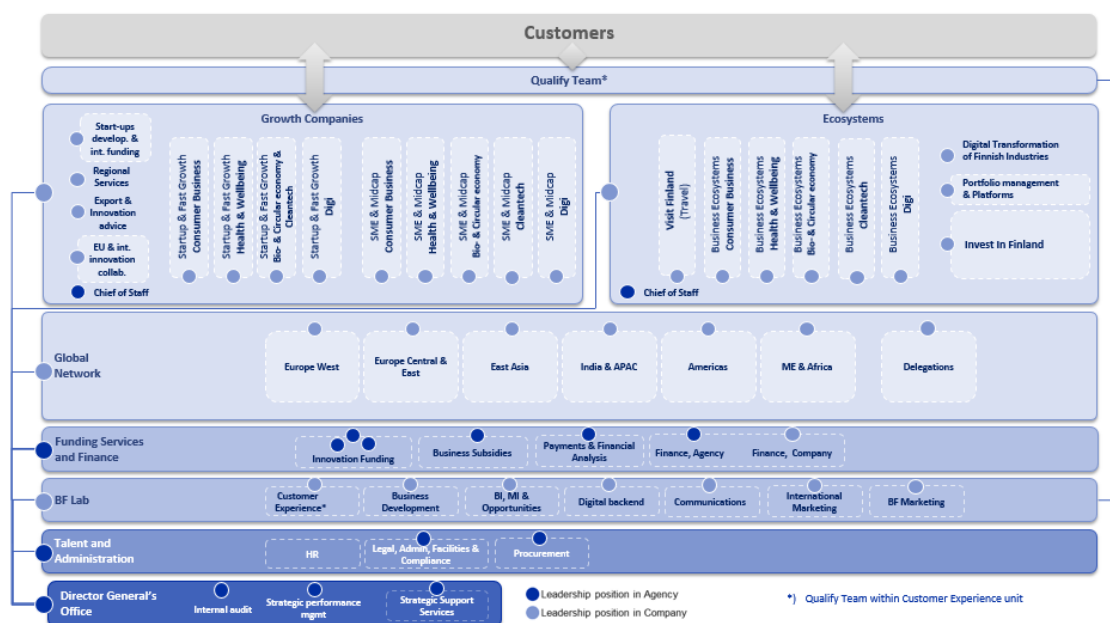 Customers
Qualify Team*
Growth Companies
Start-ups
develop. &
int. funding
Regional
Services
Export &
Innovation
advice
EU & int.
innovation
collab.
Chief of Staff
Startup & Fast Growth
Consumer Business
Startup & Fast Growth
Health & Wellbeing
Startup & Fast Growth
Bio- & Circular economy &
Cleantech
Startup & Fast Growth
Digi
SME & Midcap
Consumer Business
SME & Midcap
Health & Wellbeing
SME & Midcap
Bio- & Circular economy
SME & Midcap
Cleantech
SME & Midcap
Digi
Ecosystems
Visit Finland
(Travel)
Business Ecosystems
Consumer Business
Business Ecosystems
Health & Wellbeing
Business Ecosystems
Bio- & Circular economy
Business Ecosystems
Cleantech
Business Ecosystems
Digi
Digital Transformation
of Finnish Industries
Portfolio management
& Platforms
Invest In Finland
Chief of Staff
Global
Network
Europe West
Europe Central &
East
East Asia
India & APAC
Americas
ME & Africa
Delegations
Funding Services
and Finance
Innovation Funding
Business Subsidies
Payments & Financial
Analysis
Finance, Agency
Finance, Company
BF Lab
Customer
Experience*
Business
Development
BI, MI &
Opportunities
Digital backend
Communications
International
Marketing
BF Marketing
Talent and
Administration
HR
Legal, Admin, Facilities &
Compliance
Procurement
Director General's
Office
Internal audit
Strategic performance
mgmt
Strategic Support
Services
Leadership position in Agency
Leadership position in Company
*) Qualify Team within Customer Experience unit